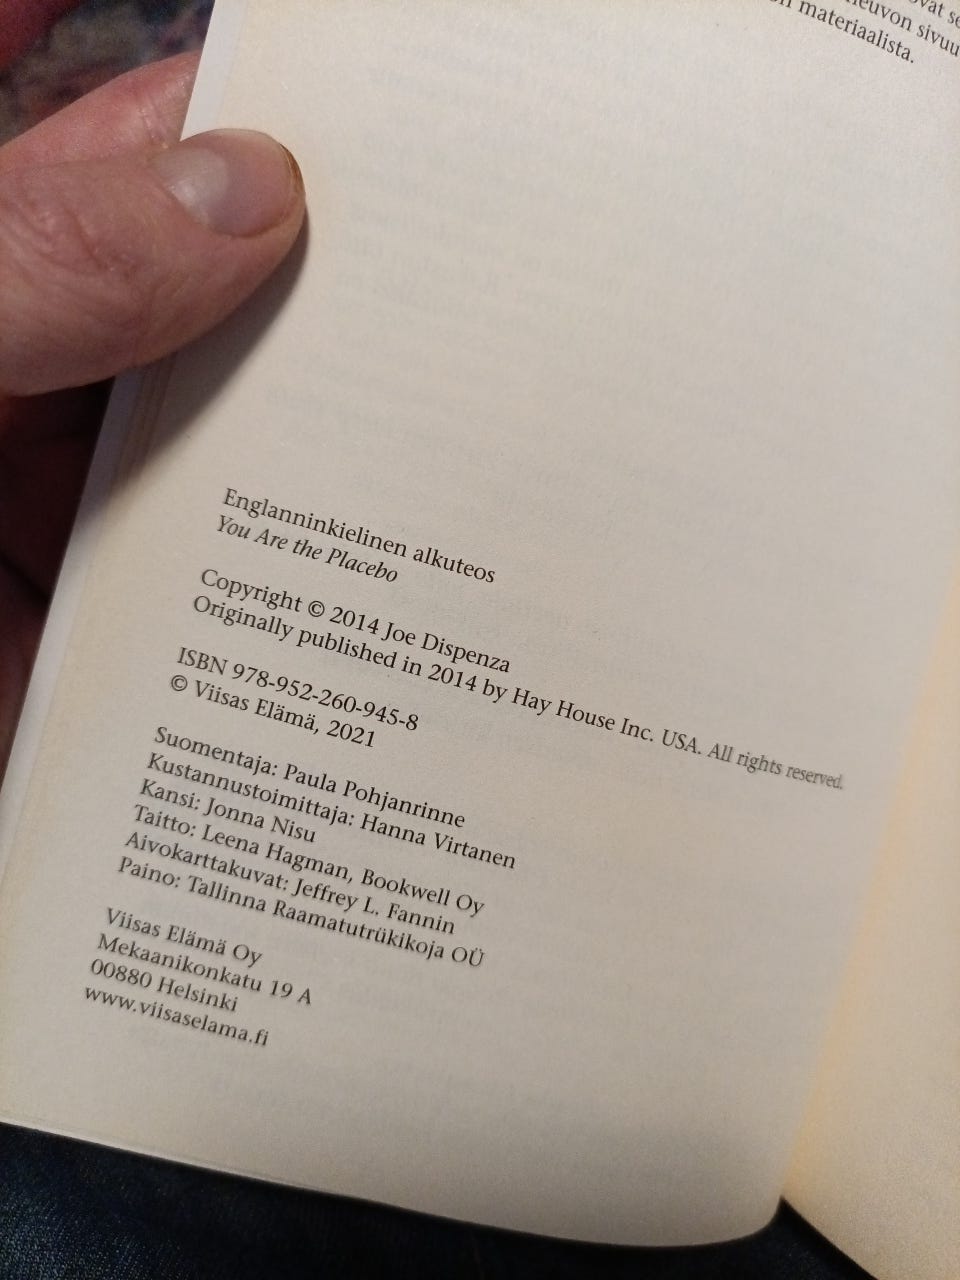 neuvon sivuu
materiaalista.
Englanninkielinen alkuteos
You Are the Placebo
Copyright © 2014 Joe Dispenza
Originally published in 2014 by Hay House Inc. USA. All rights reserved.
ISBN 978-952-260-945-8
© Viisas Elämä, 2021
Suomentaja: Paula Pohjanrinne
Kustannustoimittaja: Hanna Virtanen
Kansi: Jonna Nisu
Taitto: Leena Hagman, Bookwell Oy
Aivokarttakuvat: Jeffrey L. Fannin
Paino: Tallinna Raamatutrükikoja OÜ
Viisas Elämä Oy
Mekaanikonkatu 19 A
00880 Helsinki
www.viisaselama.fi